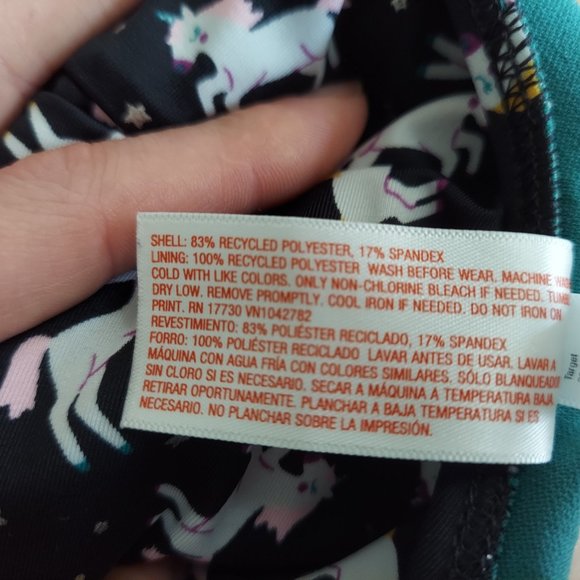 SHELL: 83% RECYCLED POLYESTER, 17% SPANDEX
LINING: 100% RECYCLED POLYESTER WASH BEFORE WEAR, MACHINE
COLD WITH LIKE COLORS. ONLY NON-CHLORINE BLEACH IF NEEDED.
DRY LOW. REMOVE PROMPTLY. COOL IRON IF NEEDED. DO NOT IRON ON
PRINT. RN 17730 VN1042782
REVESTIMIENTO: 83% POLIÉSTER RECICLADO, 17% SPANDEX
FORRO: 100% POLIÉSTER RECICLADO LAVAR ANTES DE USAR. LAVAR A
MÁQUINA CON AGUA FRÍA CON COLORES SIMILARES. SÓLO BLANQUEADO
SIN CLORO SI ES NECESARIO. SECAR A MÁQUINA A TEMPERATURA BAJA
RETIRAR OPORTUNAMENTE. PLANCHAR A BAJA TEMPERATURA SI ES
NECESARIO. NO PLANCHAR SOBRE LA IMPRESIÓN.
Target